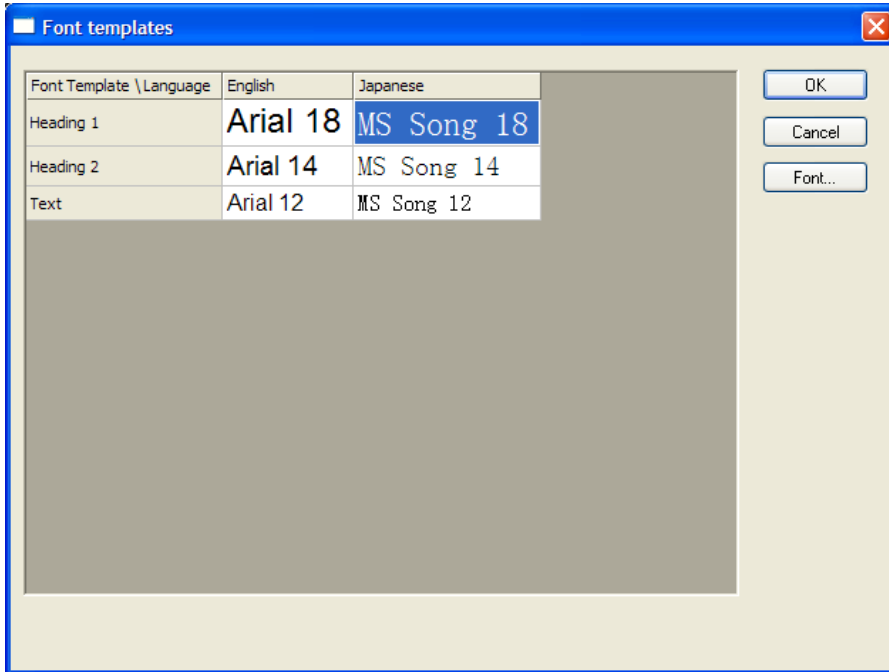 Font templates
Font Template \ Language English Japanese
Heading 1 Arial 18 MS Song 18
Heading 2 Arial 14 MS Song 14
Text Arial 12 MS Song 12
OK
Cancel
Font...